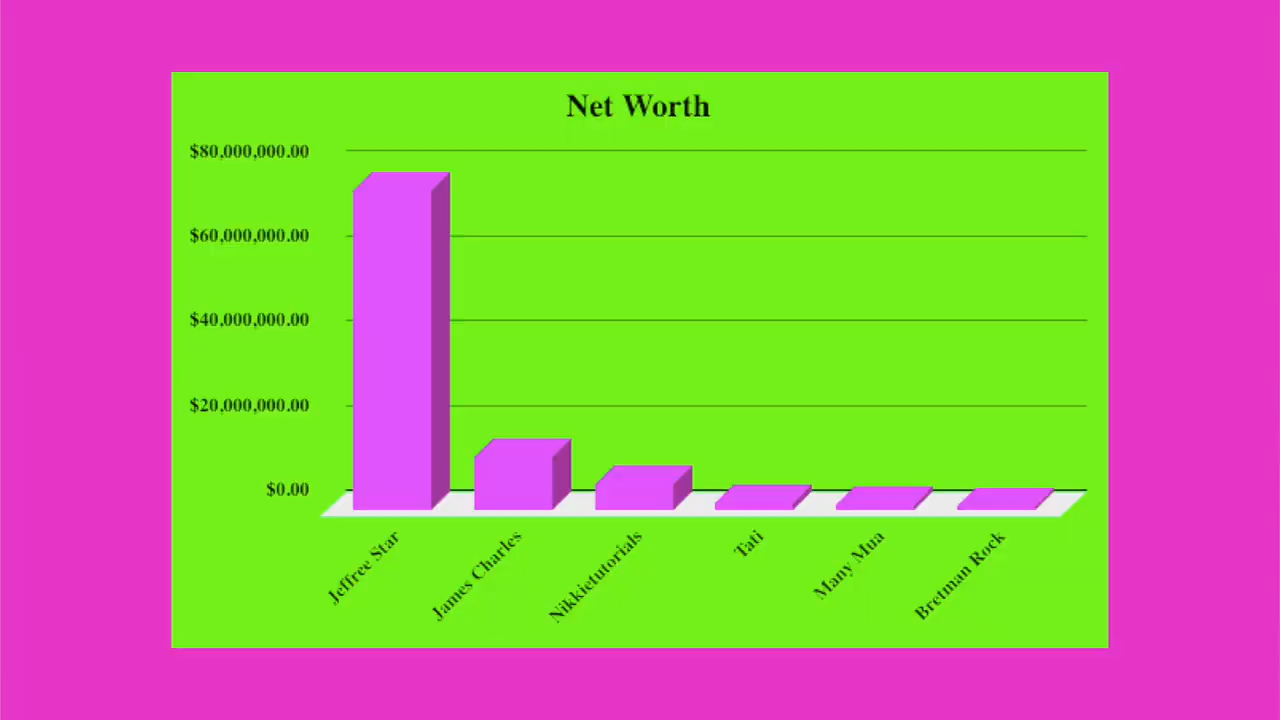 Net Worth
$80,000,000.00
$60,000,000.00
$40,000,000.00
$20,000,000.00
$0.00
Jeffree Star
James Charles
Nikkietutorials
Tati
Many Mua
Bretman Rock